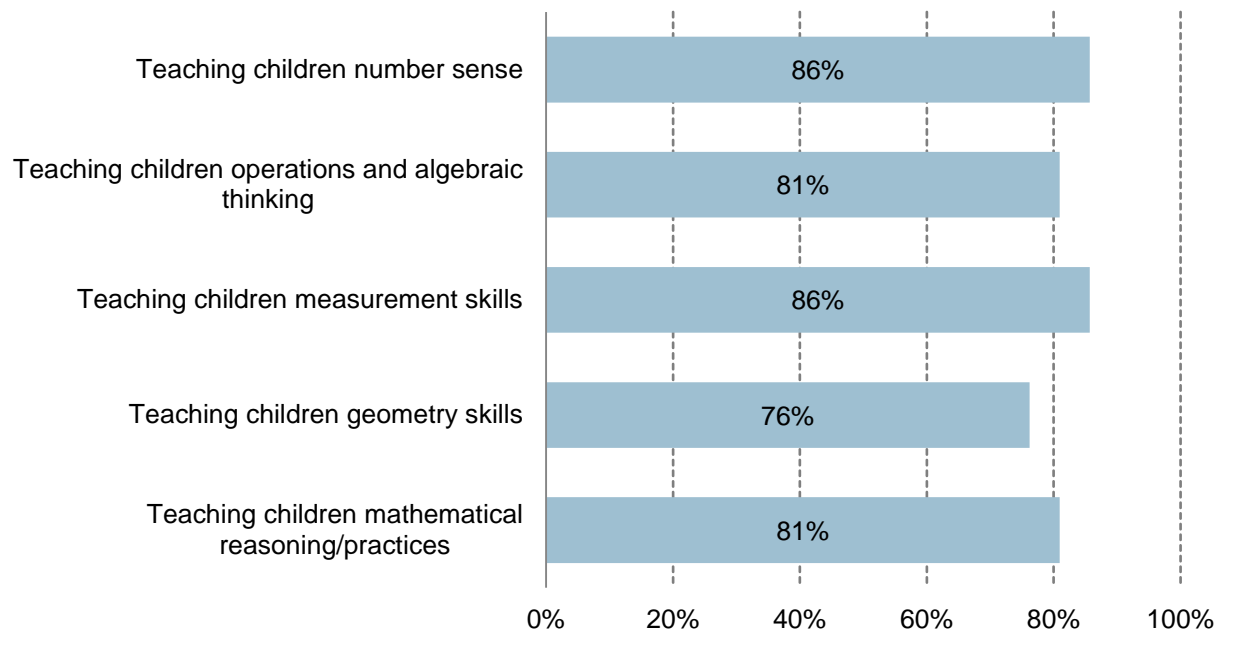 Teaching children number sense
86%
Teaching children operations and algebraic
thinking
81%
Teaching children measurement skills
86%
Teaching children geometry skills
76%
Teaching children mathematical
reasoning/practices
81%
0% 20% 40% 60% 80% 100%